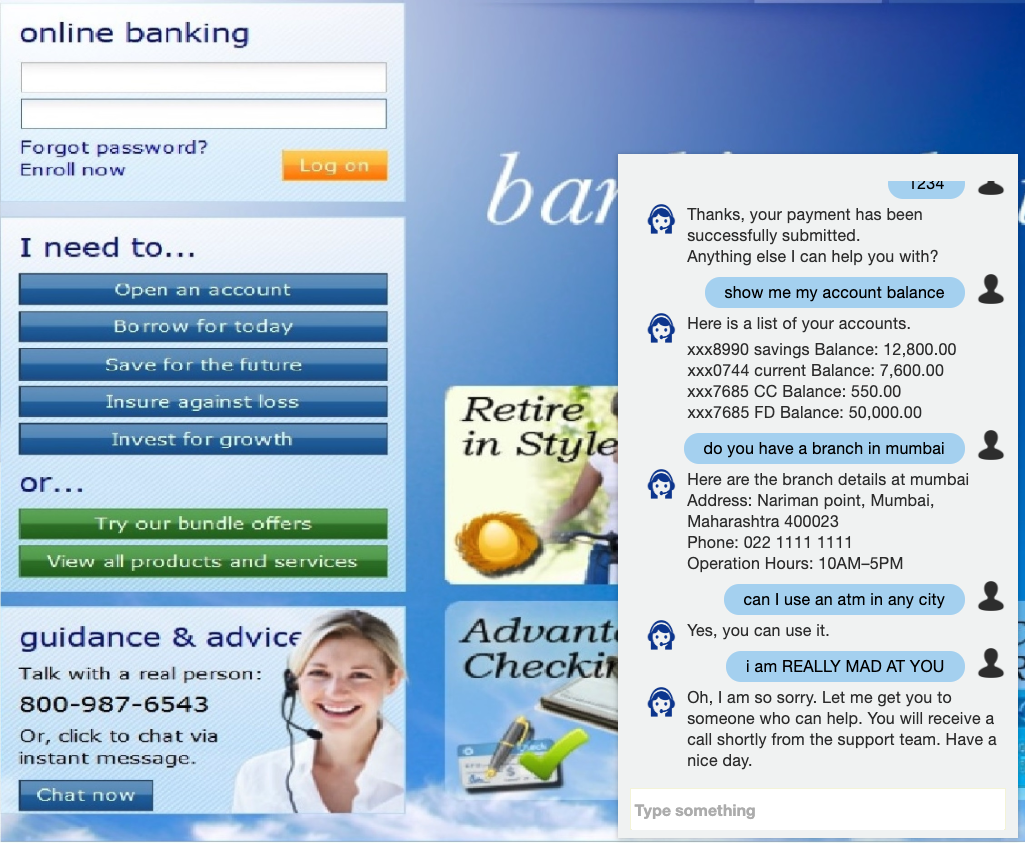 online banking
Forgot password?
Enroll now
Log on
I need to...
Open an account
Borrow for today
Save for the future
Insure against loss
Invest for growth
or...
Try our bundle offers
View all products and services
guidance & advice
Talk with a real person:
800-987-6543
Or, click to chat via
instant message.
Chat now
Retire
in Style
1234
Thanks, your payment has been
successfully submitted.
Anything else I can help you with?
show me my account balance
Here is a list of your accounts.
xxx8990 savings Balance: 12,800.00
xxx0744 current Balance: 7,600.00
xxx7685 CC Balance: 550.00
xxx7685 FD Balance: 50,000.00
do you have a branch in mumbai
Here are the branch details at mumbai
Address: Nariman point, Mumbai,
Maharashtra 400023
Phone: 022 1111 1111
Operation Hours: 10AM–5PM
can I use an atm in any city
Yes, you can use it.
i am REALLY MAD AT YOU
Oh, I am so sorry. Let me get you to
someone who can help. You will receive a
call shortly from the support team. Have a
nice day.
Type something